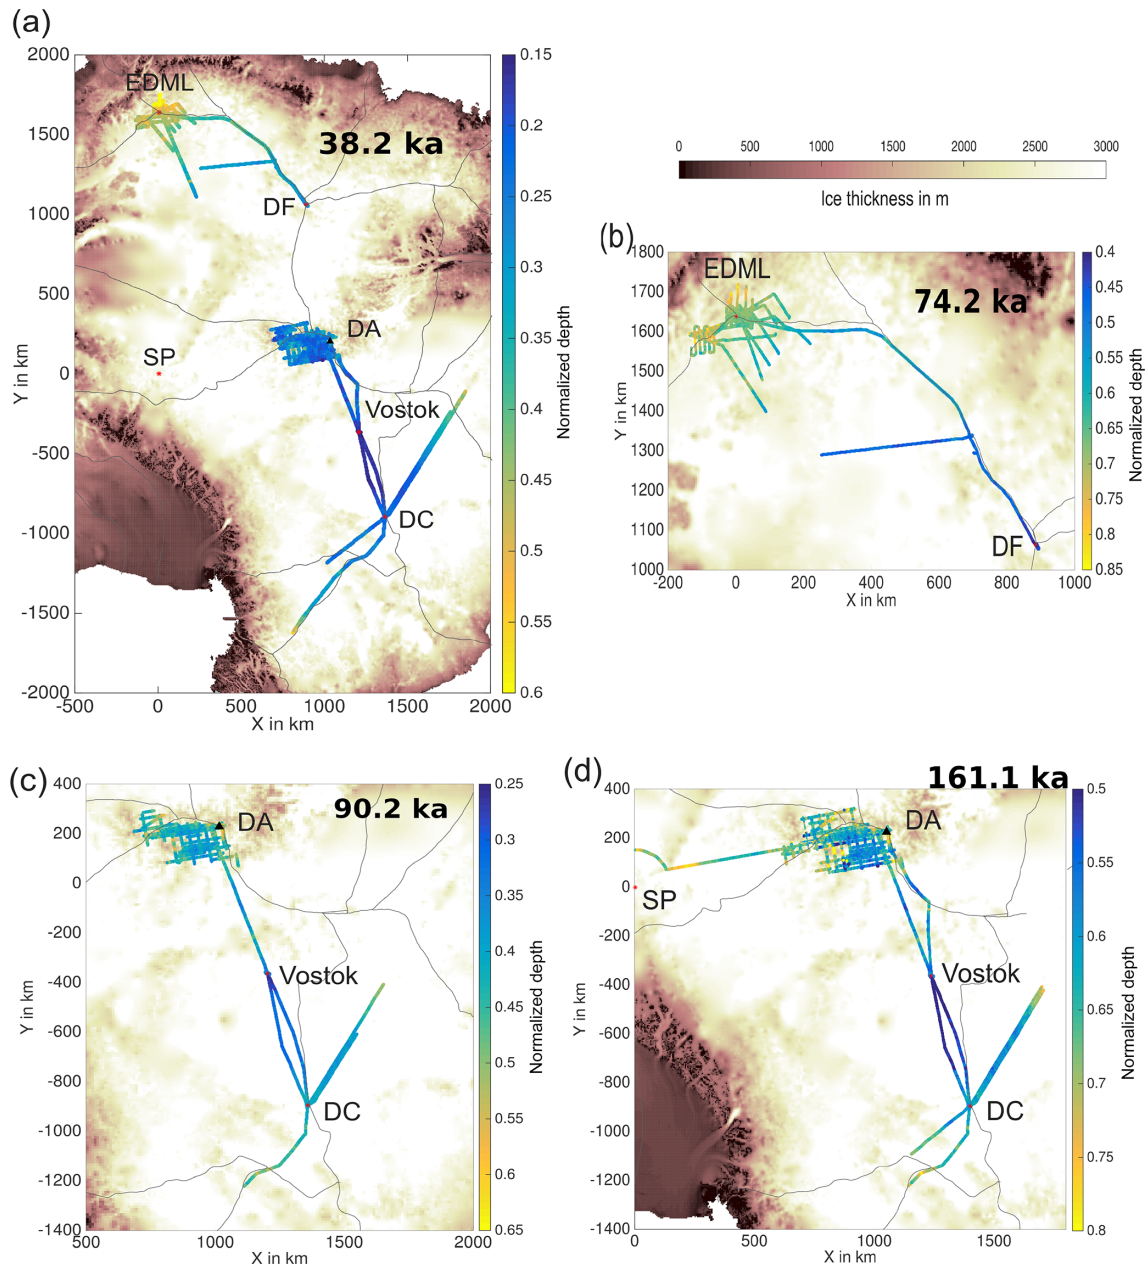 (a)
2000
1500
1000
500
0
-500
-1000
-1500
-2000
Y in km
-500
0
500
1000
1500
2000
X in km
EDML
38.2 ka
DF
DA
SP
Vostok
DC
0.15
0.2
0.25
0.3
0.35
0.4
0.45
0.5
0.55
0.6
Normalized depth
0
500
1000
1500
2000
2500
3000
Ice thickness in m
(b)
1800
1700
1600
1500
1400
1300
1200
1100
1000
Y in km
-200
0
200
400
600
800
1000
X in km
EDML
74.2 ka
DF
0.4
0.45
0.5
0.55
0.6
0.65
0.7
0.75
0.8
0.85
Normalized depth
(c)
400
200
0
-200
-400
-600
-800
-1000
-1200
-1400
Y in km
500
1000
1500
2000
X in km
90.2 ka
DA
Vostok
DC
0.25
0.3
0.35
0.4
0.45
0.5
0.55
0.6
0.65
Normalized depth
(d)
161.1 ka
400
200
0
-200
-400
-600
-800
-1000
-1200
-1400
Y in km
0
500
1000
1500
X in km
DA
SP
Vostok
DC
0.5
0.55
0.6
0.65
0.7
0.75
0.8
Normalized depth